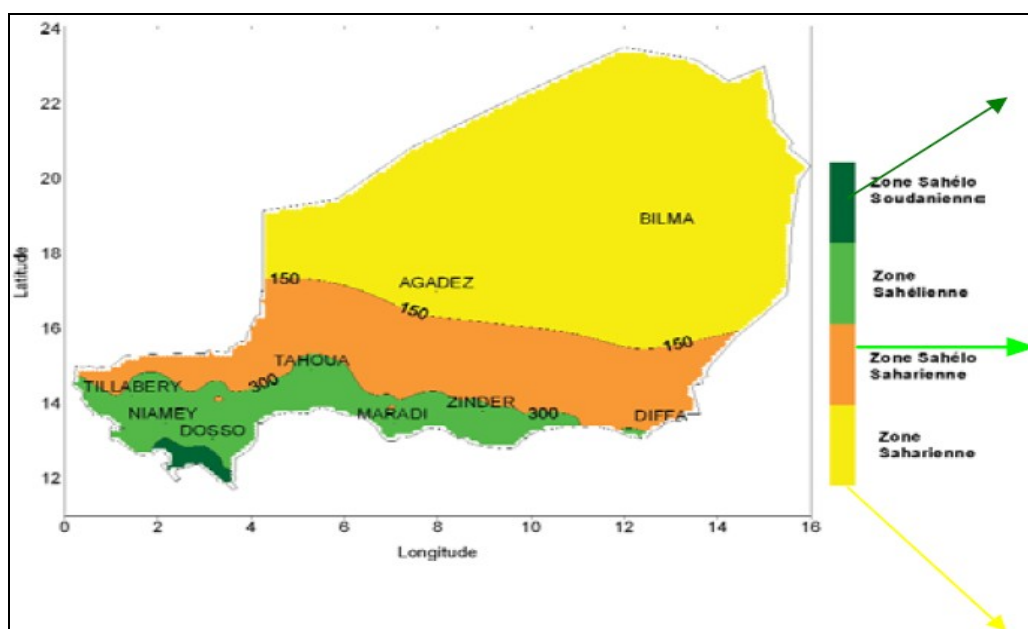 24
22
20
18
16
14
12
Latitude
0
2
4
6
8
10
12
14
16
Longitude
BILMA
AGADEZ
150
150
150
TAHOUA
TILLABERY
300
NIAMEY
DOSSO
MARADI
ZINDER
300
DIFFA
Zone Sahélo
Soudanienne
Zone
Sahélienne
Zone Sahélo
Saharienne
Zone
Saharienne